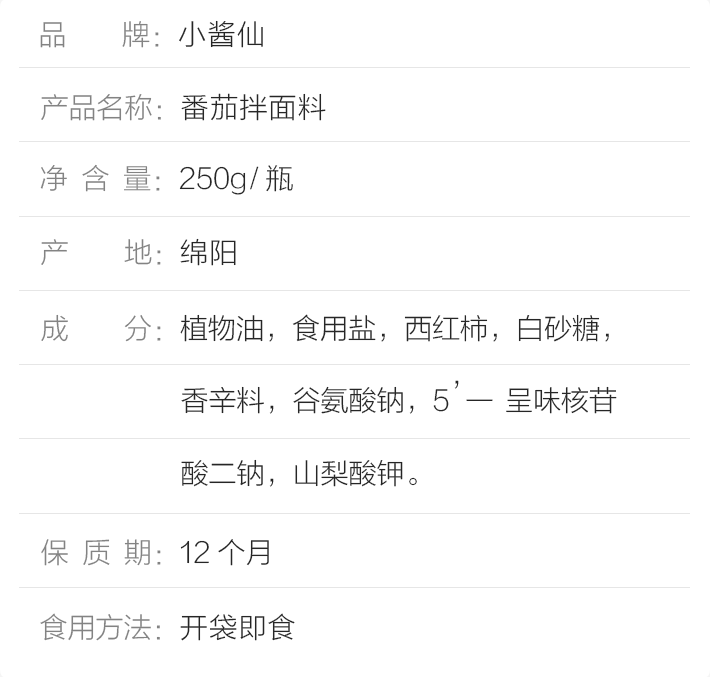 品 牌: 小酱仙
产品名称: 番茄拌面料
净含量: 250g/瓶
产 地: 绵阳
成 分: 植物油，食用盐，西红柿，白砂糖，
香辛料，谷氨酸钠，5’一 呈味核苷
酸二钠，山梨酸钾。
保质期: 12个月
食用方法: 开袋即食